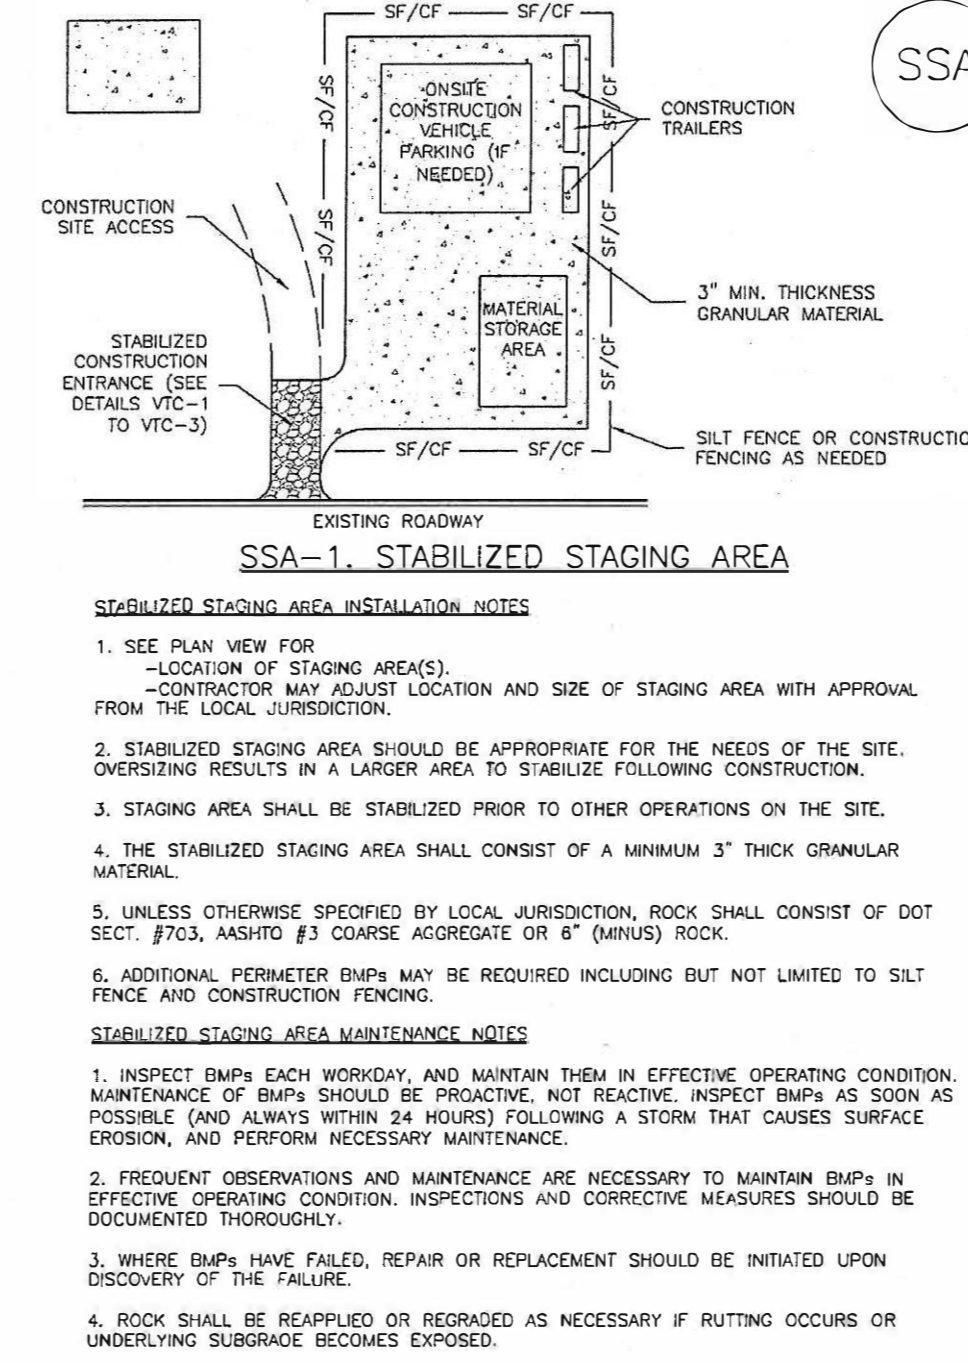 SF/CF SF/CF
SSA
SF/CF
SF/CF
ONSITE
CONSTRUCTION
VEHICLE
PARKING (IF
NEEDED)
CONSTRUCTION
TRAILERS
CONSTRUCTION
SITE ACCESS
SF/CF
SF/CF
3" MIN. THICKNESS
GRANULAR MATERIAL
MATERIAL
STORAGE
AREA
STABILIZED
CONSTRUCTION
ENTRANCE (SEE
DETAILS VTC-1
TO VTC-3)
SF/CF
SF/CF SF/CF
SILT FENCE OR CONSTRUCTIO
FENCING AS NEEDED
EXISTING ROADWAY
SSA-1. STABILIZED STAGING AREA
STABILIZED STAGING AREA INSTALLATION NOTES
1. SEE PLAN VIEW FOR
-LOCATION OF STAGING AREA(S).
-CONTRACTOR MAY ADJUST LOCATION AND SIZE OF STAGING AREA WITH APPROVAL
FROM THE LOCAL JURISDICTION.
2. STABILIZED STAGING AREA SHOULD BE APPROPRIATE FOR THE NEEDS OF THE SITE.
OVERSIZING RESULTS IN A LARGER AREA TO STABILIZE FOLLOWING CONSTRUCTION.
3. STAGING AREA SHALL BE STABILIZED PRIOR TO OTHER OPERATIONS ON THE SITE.
4. THE STABILIZED STAGING AREA SHALL CONSIST OF A MINIMUM 3" THICK GRANULAR
MATERIAL.
5. UNLESS OTHERWISE SPECIFIED BY LOCAL JURISDICTION, ROCK SHALL CONSIST OF DOT
SECT. #703, AASHTO #3 COARSE AGGREGATE OR 6" (MINUS) ROCK.
6. ADDITIONAL PERIMETER BMPs MAY BE REQUIRED INCLUDING BUT NOT LIMITED TO SILT
FENCE AND CONSTRUCTION FENCING.
STABILIZED STAGING AREA MAINTENANCE NOTES
1. INSPECT BMPs EACH WORKDAY, AND MAINTAIN THEM IN EFFECTIVE OPERATING CONDITION.
MAINTENANCE OF BMPs SHOULD BE PROACTIVE, NOT REACTIVE. INSPECT BMPs AS SOON AS
POSSIBLE (AND ALWAYS WITHIN 24 HOURS) FOLLOWING A STORM THAT CAUSES SURFACE
EROSION, AND PERFORM NECESSARY MAINTENANCE.
2. FREQUENT OBSERVATIONS AND MAINTENANCE ARE NECESSARY TO MAINTAIN BMPs IN
EFFECTIVE OPERATING CONDITION. INSPECTIONS AND CORRECTIVE MEASURES SHOULD BE
DOCUMENTED THOROUGHLY.
3. WHERE BMPs HAVE FAILED, REPAIR OR REPLACEMENT SHOULD BE INITIATED UPON
DISCOVERY OF THE FAILURE.
4. ROCK SHALL BE REAPPLIED OR REGRADED AS NECESSARY IF RUTTING OCCURS OR
UNDERLYING SUBGRADE BECOMES EXPOSED.